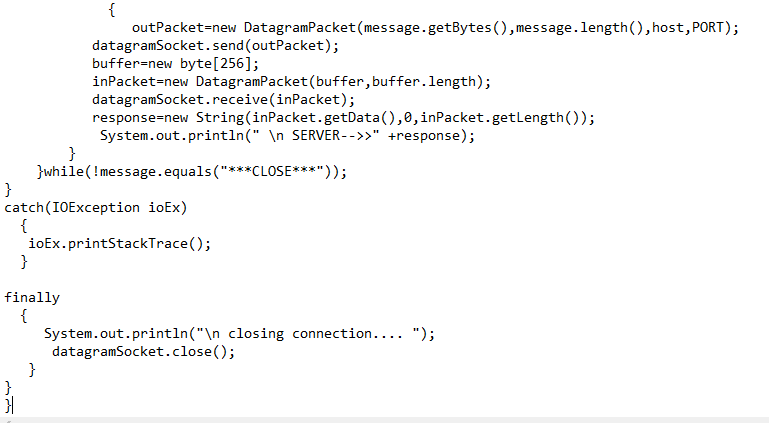 {
outPacket=new DatagramPacket(message.getBytes(),message.length(),host,PORT);
datagramSocket.send(outPacket);
buffer=new byte[256];
inPacket=new DatagramPacket(buffer,buffer.length);
datagramSocket.receive(inPacket);
response=new String(inPacket.getData(),0,inPacket.getLength());
System.out.println(" \n SERVER-->>" +response);
}
}while(!message.equals("***CLOSE***"));
}
catch(IOException ioEx)
{
ioEx.printStackTrace();
}
finally
{
System.out.println("\n closing connection.... ");
datagramSocket.close();
}
}
}